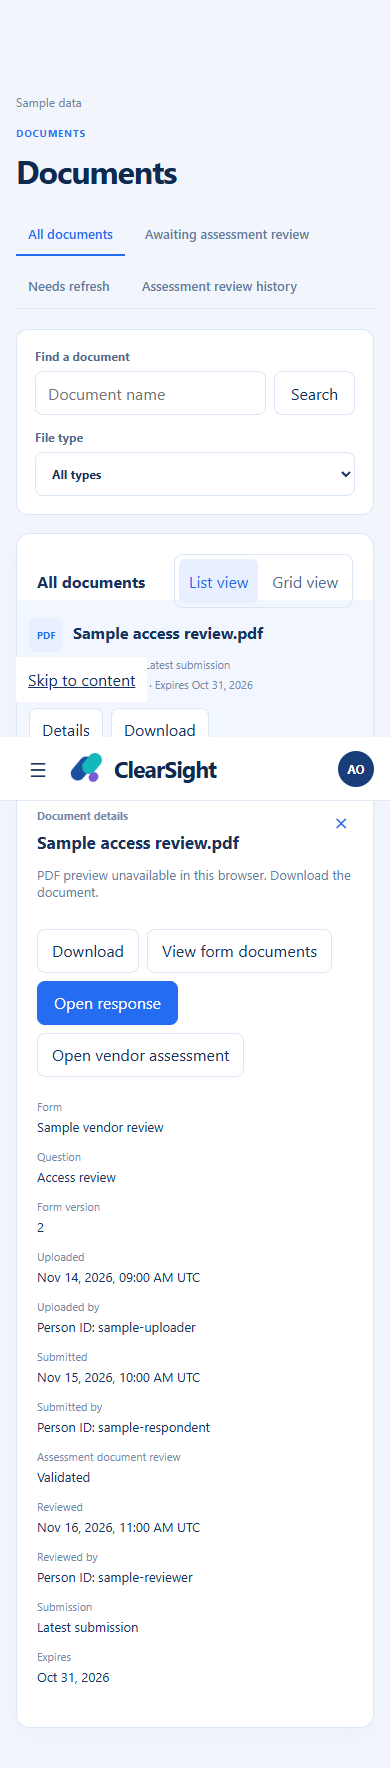 Sample data
DOCUMENTS
Documents
All documents
Awaiting assessment review
Needs refresh
Assessment review history
Find a document
Document name
Search
File type
All types
All documents
List view
Grid view
PDF
Sample access review.pdf
Latest submission
Skip to content
· Expires Oct 31, 2026
Details
Download
☰
ClearSight
AO
Document details
×
Sample access review.pdf
PDF preview unavailable in this browser. Download the
document.
Download
View form documents
Open response
Open vendor assessment
Form
Sample vendor review
Question
Access review
Form version
2
Uploaded
Nov 14, 2026, 09:00 AM UTC
Uploaded by
Person ID: sample-uploader
Submitted
Nov 15, 2026, 10:00 AM UTC
Submitted by
Person ID: sample-respondent
Assessment document review
Validated
Reviewed
Nov 16, 2026, 11:00 AM UTC
Reviewed by
Person ID: sample-reviewer
Submission
Latest submission
Expires
Oct 31, 2026